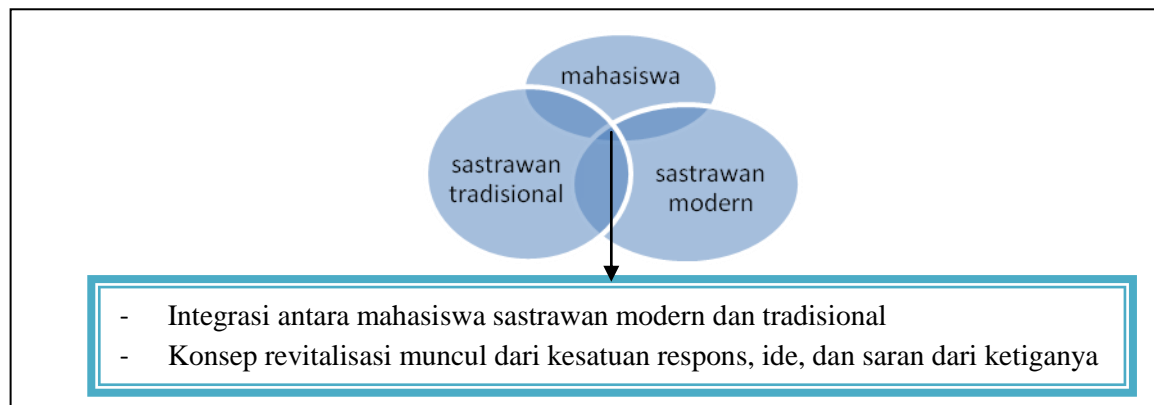 mahasiswa
sastrawan
tradisional
sastrawan
modern
- Integrasi antara mahasiswa sastrawan modern dan tradisional
- Konsep revitalisasi muncul dari kesatuan respons, ide, dan saran dari ketiganya